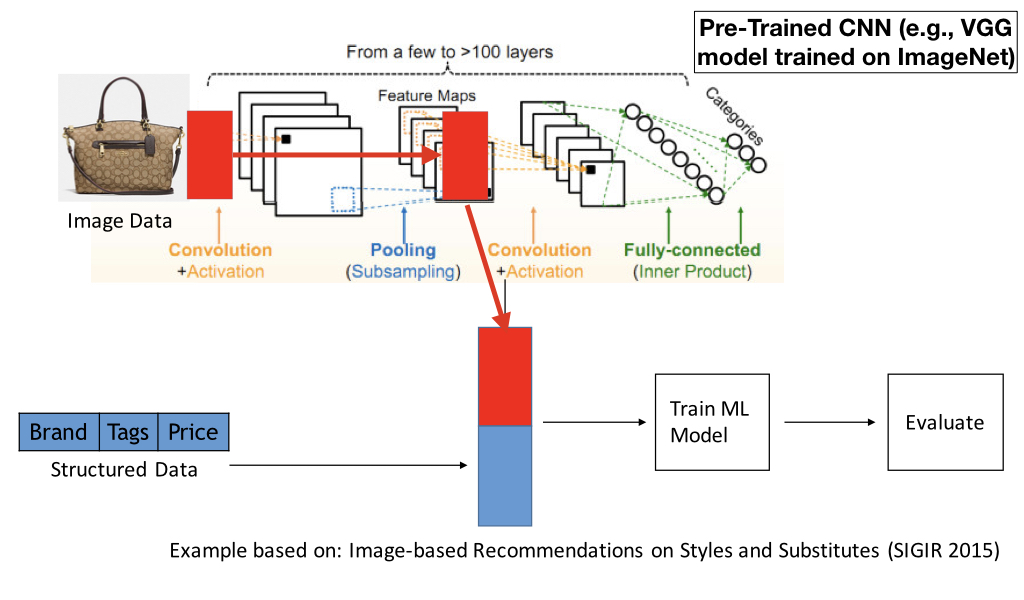 Pre-Trained CNN (e.g., VGG
model trained on ImageNet)
From a few to >100 layers
Feature Maps
Categories
Image Data
Convolution
+Activation
Pooling
(Subsampling)
Convolution
+Activation
Fully-connected
(Inner Product)
Brand Tags Price
Structured Data
Train ML
Model
Evaluate
Example based on: Image-based Recommendations on Styles and Substitutes (SIGIR 2015)